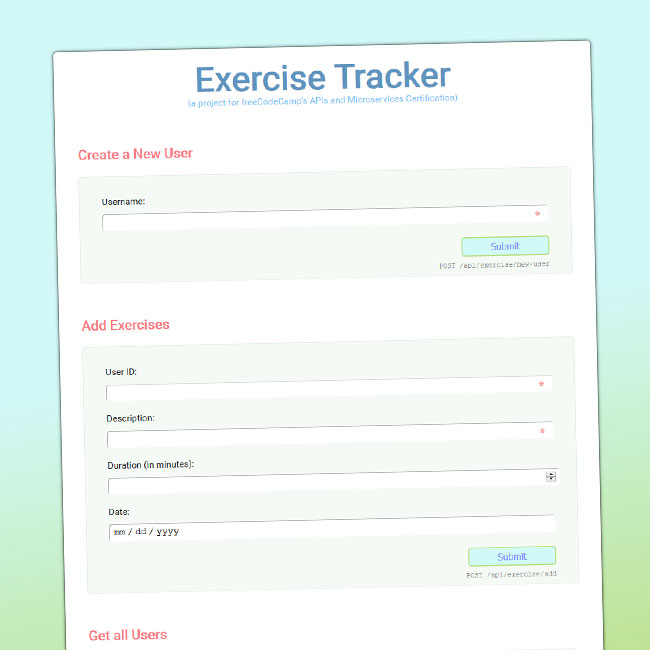 Exercise Tracker
(a project for freeCodeCamp's APIs and Microservices Certification)
Create a New User
Username:
*
Submit
POST /api/exercise/new-user
Add Exercises
User ID:
*
Description:
*
Duration (in minutes):
Date:
mm / dd / yyyy
Submit
POST /api/exercise/add
Get all Users